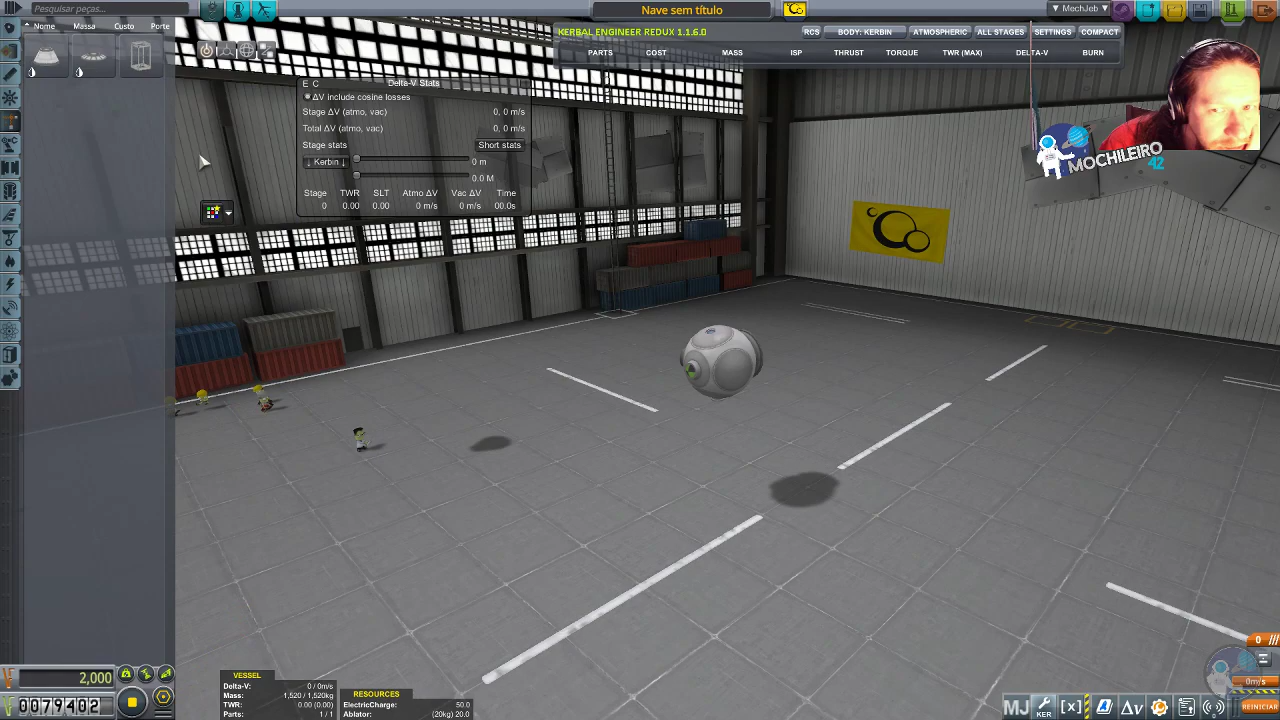 Pesquisar peças...
Nave sem título
▼ MechJeb ▼
Nome Massa Custo Porte
KERBAL ENGINEER REDUX 1.1.6.0
RCS BODY: KERBIN ATMOSPHERIC ALL STAGES SETTINGS COMPACT
PARTS COST MASS ISP THRUST TORQUE TWR (MAX) DELTA-V BURN
E C Delta-V Stats
ΔV include cosine losses
Stage ΔV (atmo, vac) 0, 0 m/s
Total ΔV (atmo, vac) 0, 0 m/s
Stage stats Short stats
↓ Kerbin ↓ 0 m
0.0 M
Stage TWR SLT Atmo ΔV Vac ΔV Time
0 0.00 0.00 0 m/s 0 m/s 00.0s
MOCHILEIRO
42
2,000
0079402
VESSEL
Delta-V: 0 / 0m/s
Mass: 1,520 / 1,520kg
TWR: 0.00 (0.00)
Parts: 1 / 1
RESOURCES
ElectricCharge: 50.0
Ablator: (20kg) 20.0
0
0m/s
MJ KER [x] Δv REINICIAR